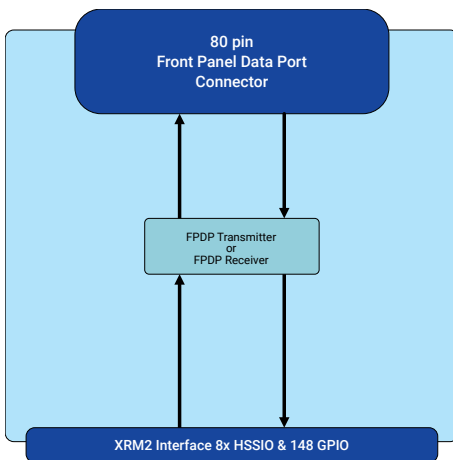 80 pin
Front Panel Data Port
Connector
FPDP Transmitter
or
FPDP Receiver
XRM2 Interface 8x HSSIO & 148 GPIO